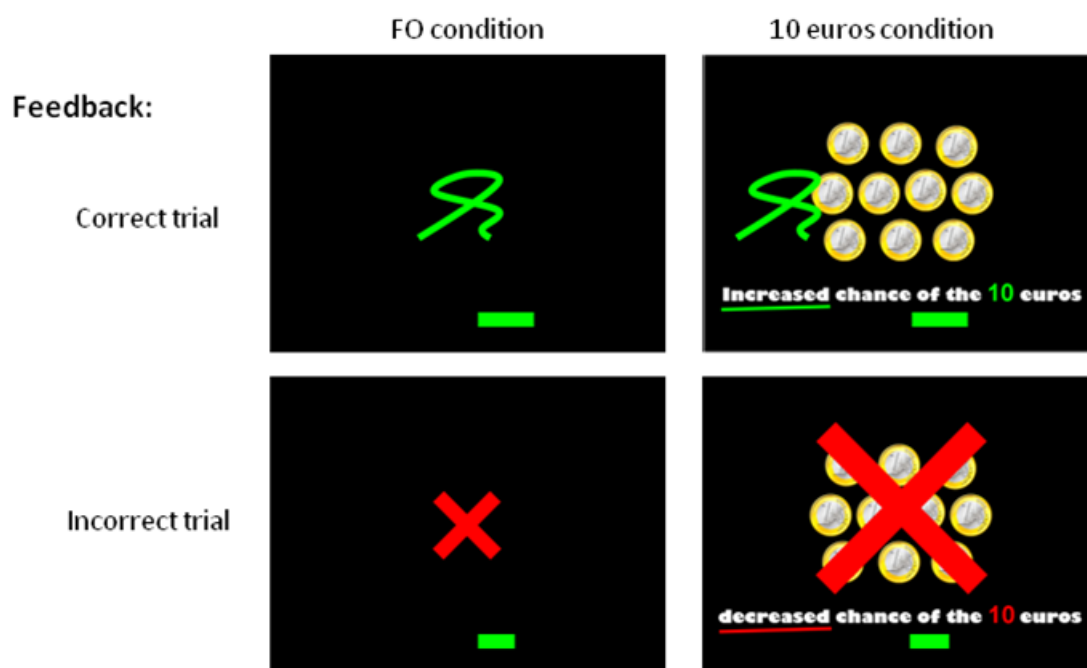 FO condition
10 euros condition
Feedback:
Correct trial
Increased chance of the 10 euros
Incorrect trial
decreased chance of the 10 euros